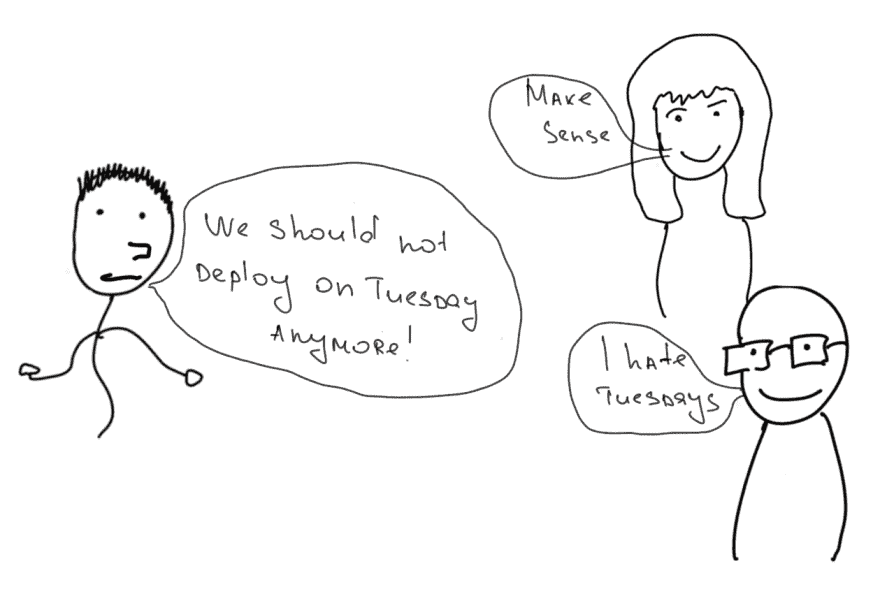 We should not
Deploy on Tuesday
Anymore!
Make
Sense
I hate
Tuesdays